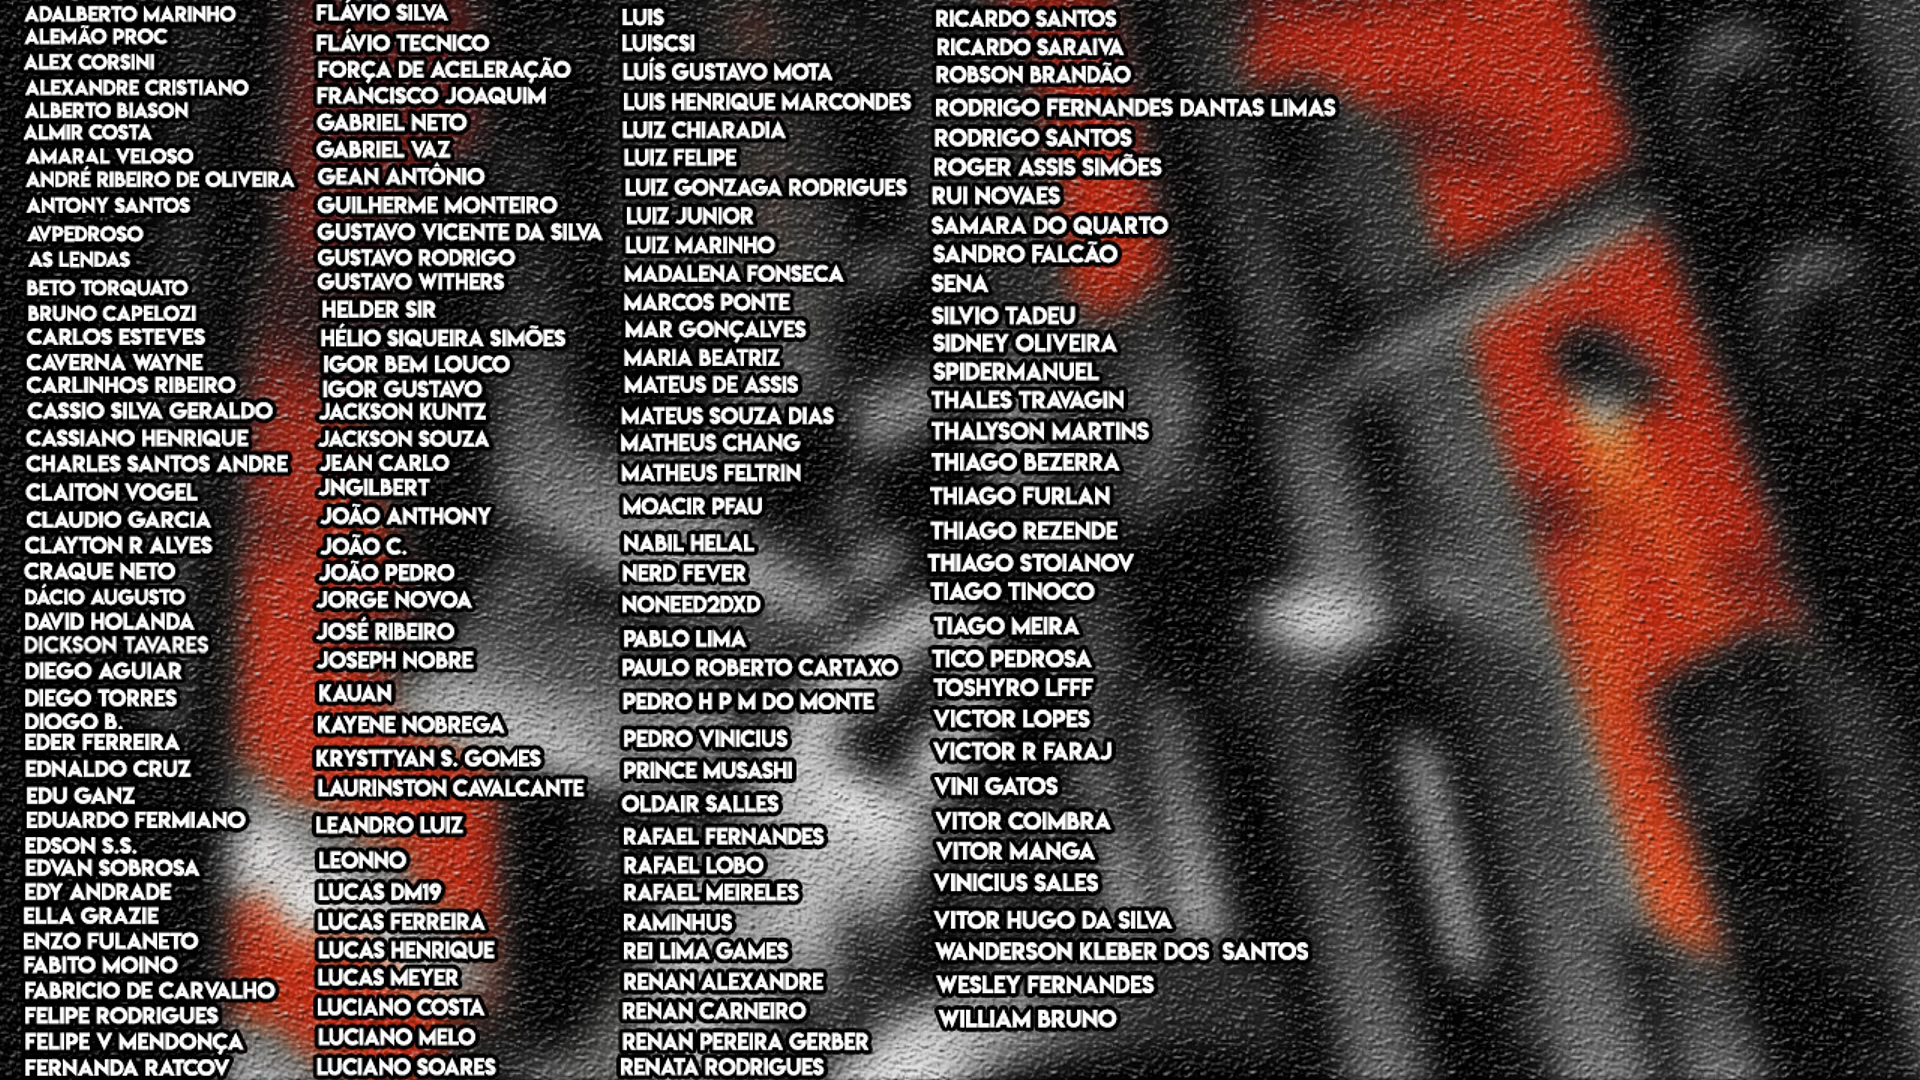 ADALBERTO MARINHO
ALEMÃO PROC
ALEX CORSINI
ALEXANDRE CRISTIANO
ALBERTO BIASON
ALMIR COSTA
AMARAL VELOSO
ANDRÉ RIBEIRO DE OLIVEIRA
ANTONY SANTOS
AVPEDROSO
AS LENDAS
BETO TORQUATO
BRUNO CAPELOZI
CARLOS ESTEVES
CAVERNA WAYNE
CARLINHOS RIBEIRO
CASSIO SILVA GERALDO
CASSIANO HENRIQUE
CHARLES SANTOS ANDRE
CLAITON VOGEL
CLAUDIO GARCIA
CLAYTON R ALVES
CRAQUE NETO
DÁCIO AUGUSTO
DAVID HOLANDA
DICKSON TAVARES
DIEGO AGUIAR
DIEGO TORRES
DIOGO B.
EDER FERREIRA
EDNALDO CRUZ
EDU GANZ
EDUARDO FERMIANO
EDSON S.S.
EDVAN SOBROSA
EDY ANDRADE
ELLA GRAZIE
ENZO FULANETO
FABITO MOINO
FABRICIO DE CARVALHO
FELIPE RODRIGUES
FELIPE V MENDONÇA
FERNANDA RATCOV
FLÁVIO SILVA
FLÁVIO TECNICO
FORÇA DE ACELERAÇÃO
FRANCISCO JOAQUIM
GABRIEL NETO
GABRIEL VAZ
GEAN ANTÔNIO
GUILHERME MONTEIRO
GUSTAVO VICENTE DA SILVA
GUSTAVO RODRIGO
GUSTAVO WITHERS
HELDER SIR
HÉLIO SIQUEIRA SIMÕES
IGOR BEM LOUCO
IGOR GUSTAVO
JACKSON KUNTZ
JACKSON SOUZA
JEAN CARLO
JNGILBERT
JOÃO ANTHONY
JOÃO C.
JOÃO PEDRO
JORGE NOVOA
JOSÉ RIBEIRO
JOSEPH NOBRE
KAUAN
KAYENE NOBREGA
KRYSTTYAN S. GOMES
LAURINSTON CAVALCANTE
LEANDRO LUIZ
LEONNO
LUCAS DM19
LUCAS FERREIRA
LUCAS HENRIQUE
LUCAS MEYER
LUCIANO COSTA
LUCIANO MELO
LUCIANO SOARES
LUIS
LUISCSI
LUÍS GUSTAVO MOTA
LUIS HENRIQUE MARCONDES
LUIZ CHIARADIA
LUIZ FELIPE
LUIZ GONZAGA RODRIGUES
LUIZ JUNIOR
LUIZ MARINHO
MADALENA FONSECA
MARCOS PONTE
MAR GONÇALVES
MARIA BEATRIZ
MATEUS DE ASSIS
MATEUS SOUZA DIAS
MATHEUS CHANG
MATHEUS FELTRIN
MOACIR PFAU
NABIL HELAL
NERD FEVER
NONEED2DXD
PABLO LIMA
PAULO ROBERTO CARTAXO
PEDRO H P M DO MONTE
PEDRO VINICIUS
PRINCE MUSASHI
OLDAIR SALLES
RAFAEL FERNANDES
RAFAEL LOBO
RAFAEL MEIRELES
RAMINHUS
REI LIMA GAMES
RENAN ALEXANDRE
RENAN CARNEIRO
RENAN PEREIRA GERBER
RENATA RODRIGUES
RICARDO SANTOS
RICARDO SARAIVA
ROBSON BRANDÃO
RODRIGO FERNANDES DANTAS LIMAS
RODRIGO SANTOS
ROGER ASSIS SIMÕES
RUI NOVAES
SAMARA DO QUARTO
SANDRO FALCÃO
SENA
SILVIO TADEU
SIDNEY OLIVEIRA
SPIDERMANUEL
THALES TRAVAGIN
THALYSON MARTINS
THIAGO BEZERRA
THIAGO FURLAN
THIAGO REZENDE
THIAGO STOIANOV
TIAGO TINOCO
TIAGO MEIRA
TICO PEDROSA
TOSHYRO LFFF
VICTOR LOPES
VICTOR R FARAJ
VINI GATOS
VITOR COIMBRA
VITOR MANGA
VINICIUS SALES
VITOR HUGO DA SILVA
WANDERSON KLEBER DOS SANTOS
WESLEY FERNANDES
WILLIAM BRUNO